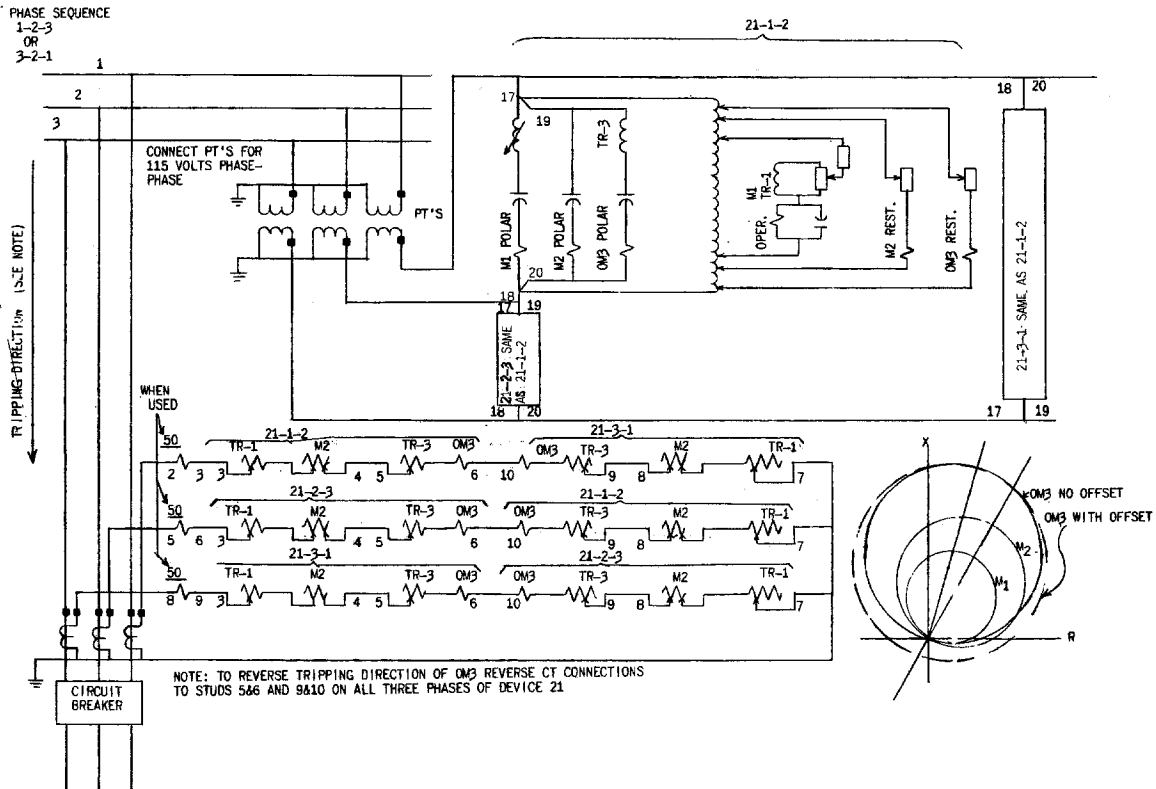 PHASE SEQUENCE
1-2-3
OR
3-2-1
1
2
3
21-1-2
CONNECT PT'S FOR
115 VOLTS PHASE-
PHASE
PT'S
TRIPPING DIRECTION (SEE NOTE)
17
19
TR-3
M1 POLAR
M2 POLAR
OM3 POLAR
20
18
M1
TR-1
OPER.
M2 REST.
OM3 REST.
18 20
21-3-1 SAME AS 21-1-2
17 19
17 19
21-2-3 SAME
AS 21-1-2
18 20
WHEN
USED
21-1-2
21-3-1
50
TR-1 M2 TR-3 OM3
OM3 TR-3 M2 TR-1
2 3 3 4 5 6 10 9 8 7
21-2-3
21-1-2
50
TR-1 M2 TR-3 OM3
OM3 TR-3 M2 TR-1
5 6 3 4 5 6 10 9 8 7
21-3-1
21-2-3
50
TR-1 M2 TR-3 OM3
OM3 TR-3 M2 TR-1
8 9 3 4 5 6 10 9 8 7
X
OM3 NO OFFSET
OM3 WITH OFFSET
M2
M1
R
NOTE: TO REVERSE TRIPPING DIRECTION OF OM3 REVERSE CT CONNECTIONS
TO STUDS 5&6 AND 9&10 ON ALL THREE PHASES OF DEVICE 21
CIRCUIT
BREAKER